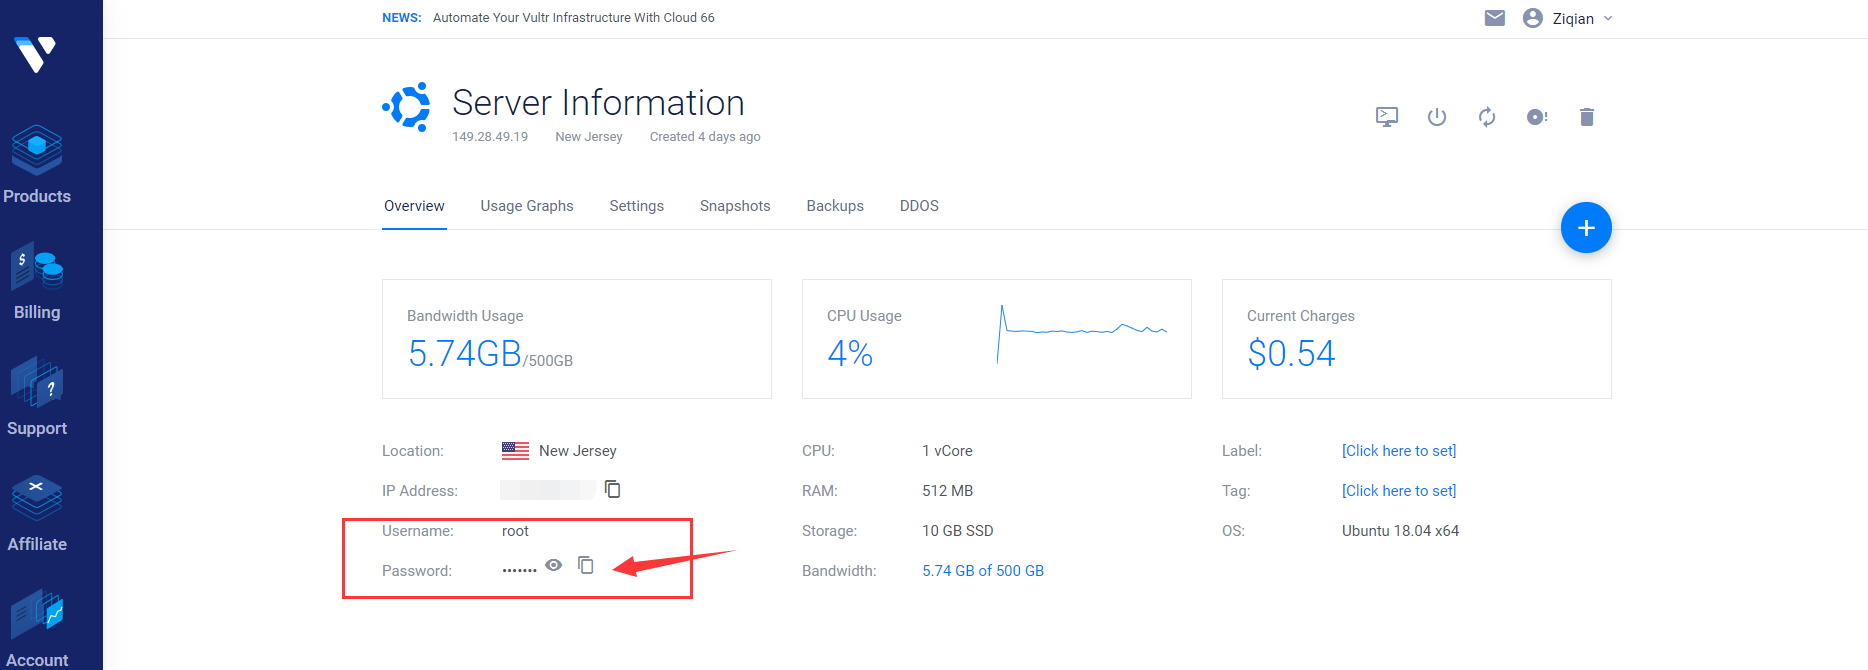 NEWS: Automate Your Vultr Infrastructure With Cloud 66
Ziqian
Server Information
149.28.49.19 New Jersey Created 4 days ago
Products
Billing
Support
Affiliate
Account
Overview Usage Graphs Settings Snapshots Backups DDOS
Bandwidth Usage
5.74GB/500GB
CPU Usage
4%
Current Charges
$0.54
Location: New Jersey
IP Address:
Username: root
Password: •••••••
CPU: 1 vCore
RAM: 512 MB
Storage: 10 GB SSD
Bandwidth: 5.74 GB of 500 GB
Label: [Click here to set]
Tag: [Click here to set]
OS: Ubuntu 18.04 x64